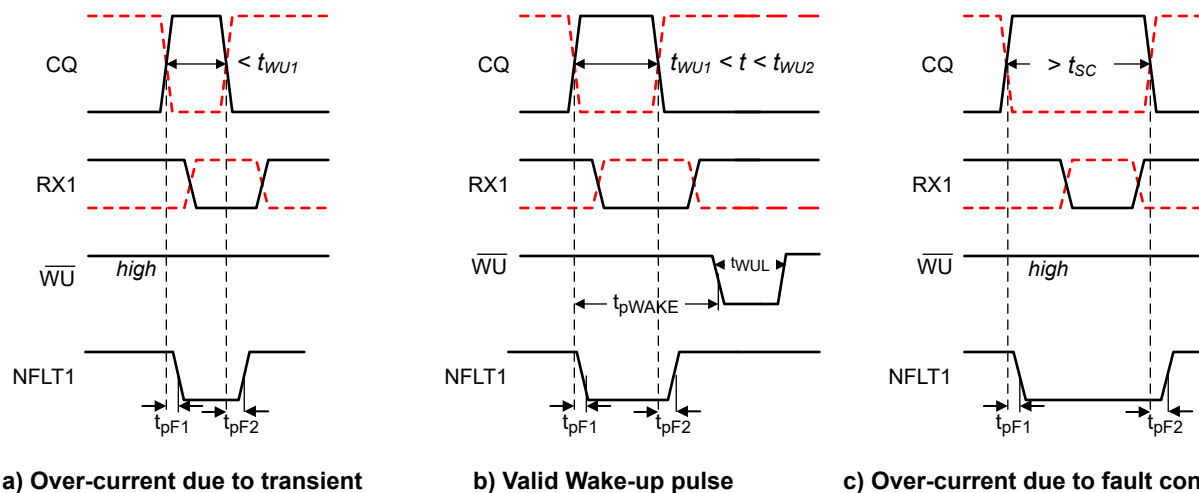 CQ
< tWU1
RX1
WU
high
NFLT1
tpF1
tpF2
a) Over-current due to transient
CQ
tWU1 < t < tWU2
RX1
WU
tWUL
tpWAKE
NFLT1
tpF1
tpF2
b) Valid Wake-up pulse
CQ
> tSC
RX1
WU
high
NFLT1
tpF1
tpF2
c) Over-current due to fault con